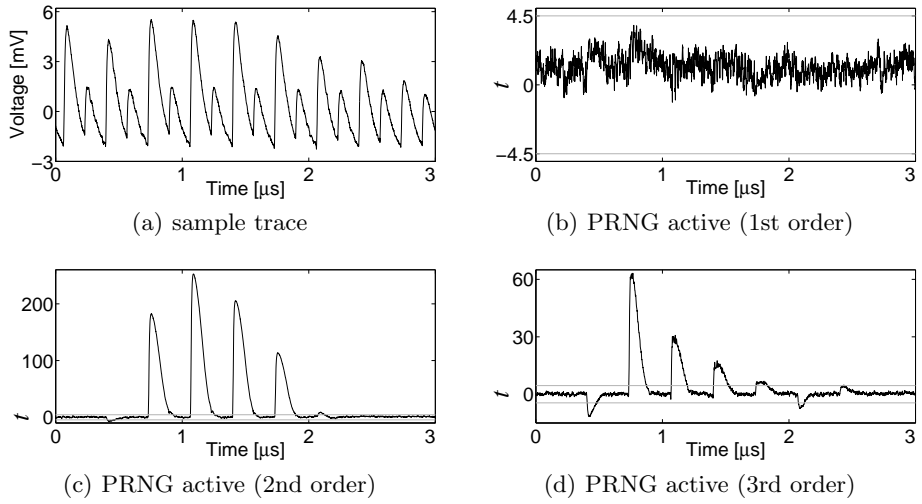 6
3
0
−3
Voltage [mV]
0
1
2
3
Time [µs]
(a) sample trace
4.5
0
−4.5
t
0
1
2
3
Time [µs]
(b) PRNG active (1st order)
200
100
0
t
0
1
2
3
Time [µs]
(c) PRNG active (2nd order)
60
30
0
t
0
1
2
3
Time [µs]
(d) PRNG active (3rd order)